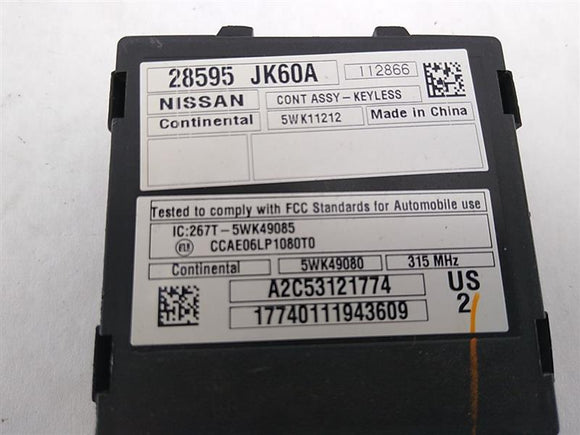 28595 JK60A 112866
NISSAN CONT ASSY-KEYLESS
Continental 5WK11212 Made in China
Tested to comply with FCC Standards for Automobile use
IC:267T-5WK49085
CCAE06LP1080T0
Continental 5WK49080 315 MHz
A2C53121774 US
17740111943609 2